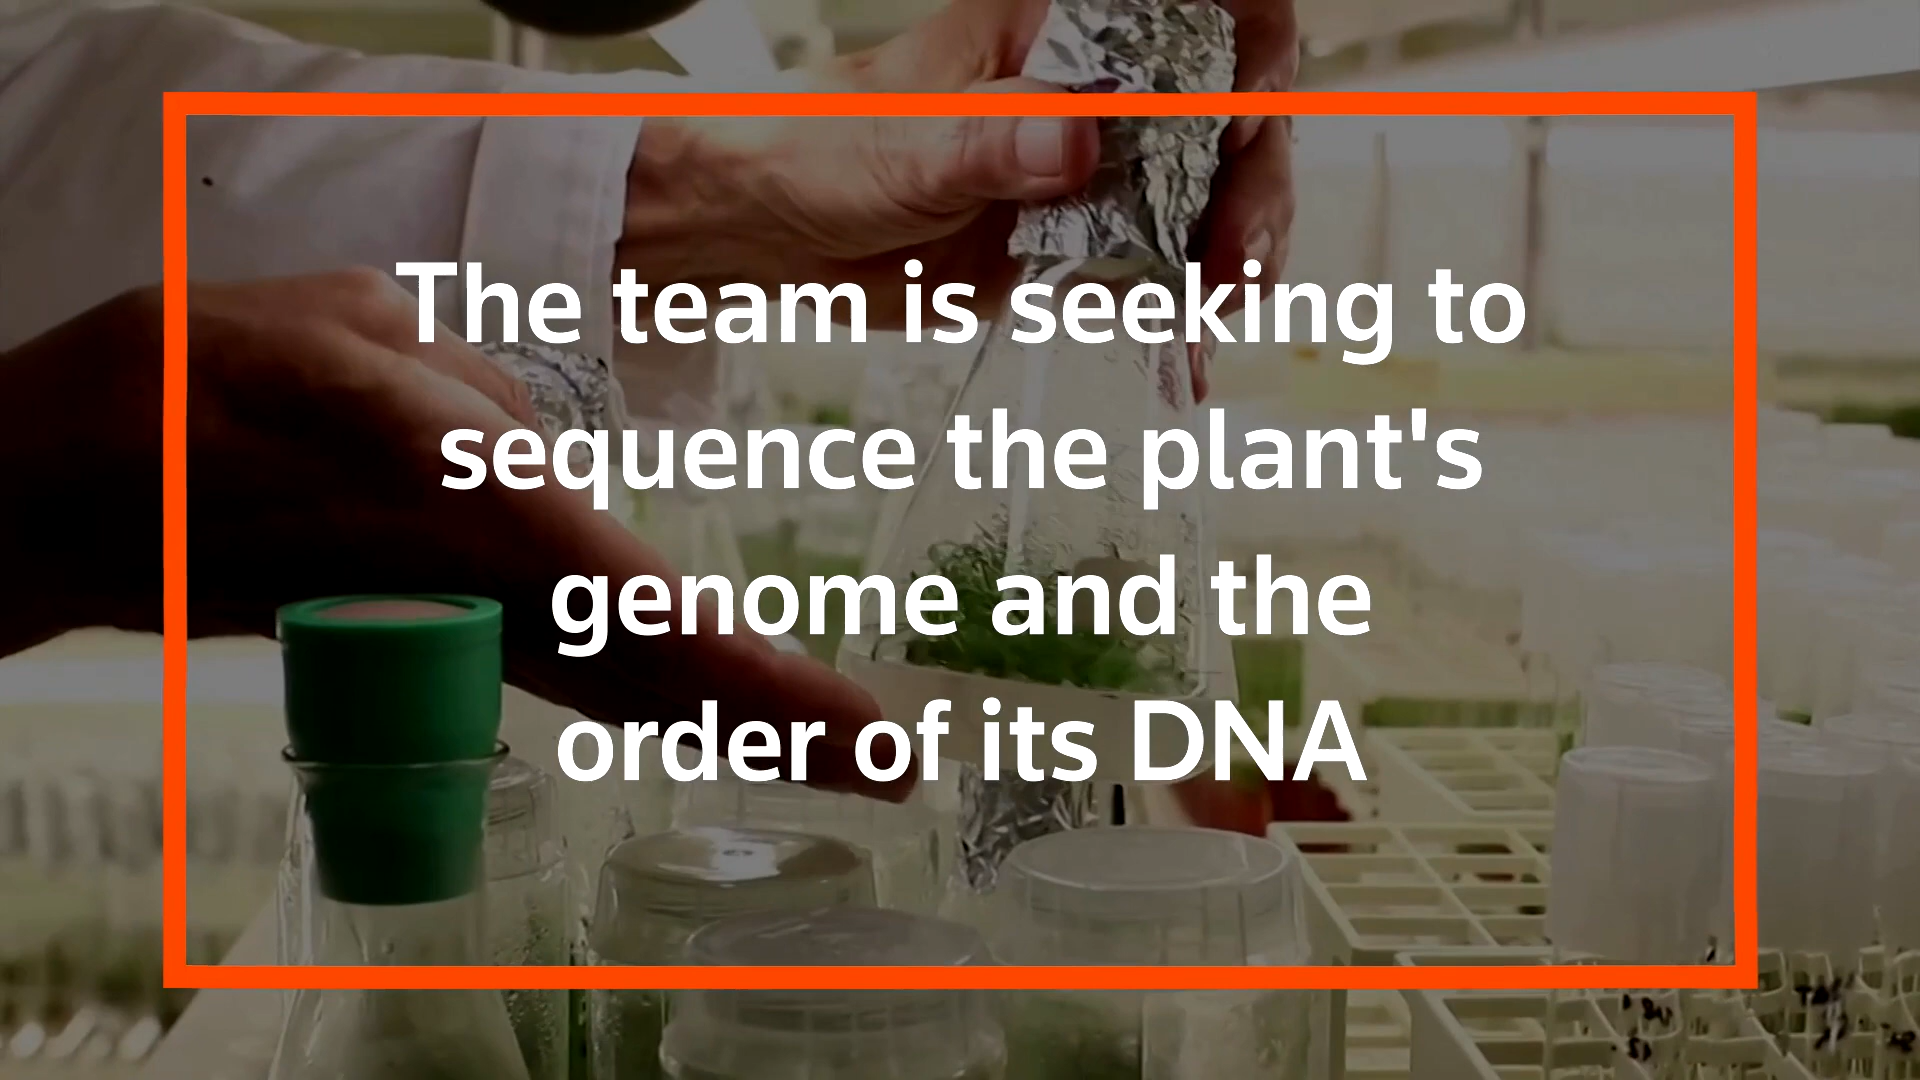 The team is seeking to
sequence the plant's
genome and the
order of its DNA